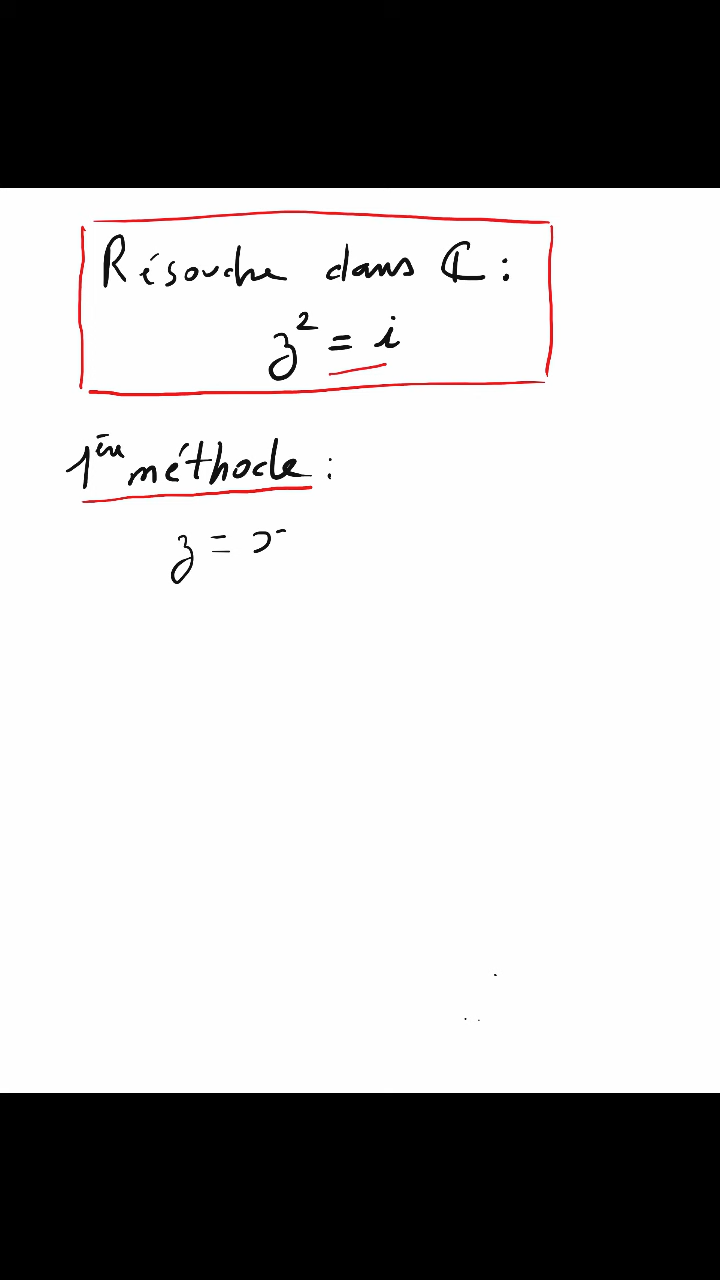 Résoudre dans ℂ :
z² = i
1ère méthode :
z = x